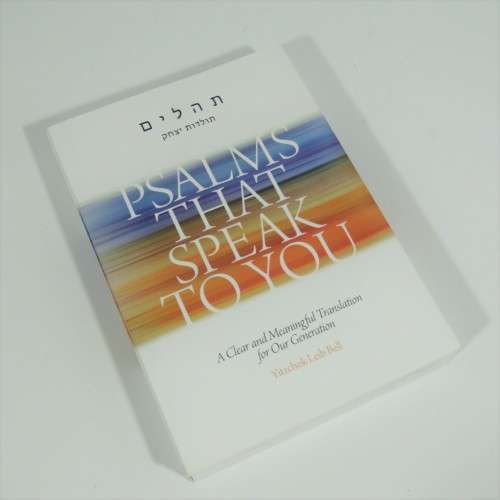 תהלים
תולדות יצחק
PSALMS
THAT
SPEAK
TO YOU
A Clear and Meaningful Translation
for Our Generation
Yitzchok Leib Bell